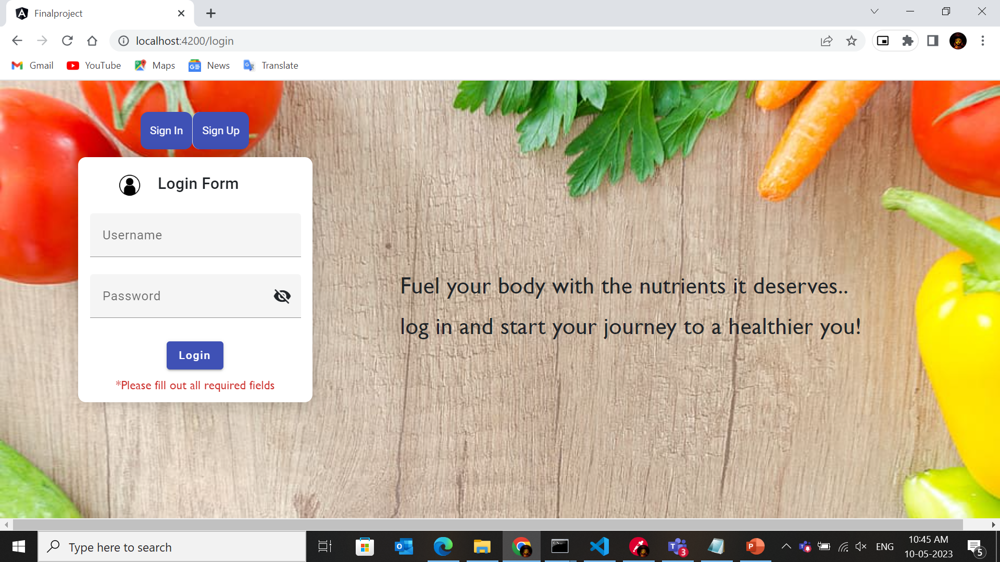 Finalproject
localhost:4200/login
Gmail
YouTube
Maps
News
Translate
Sign In
Sign Up
Login Form
Username
Password
Login
*Please fill out all required fields
Fuel your body with the nutrients it deserves..
log in and start your journey to a healthier you!
Type here to search
3
ENG
10:45 AM
10-05-2023
5